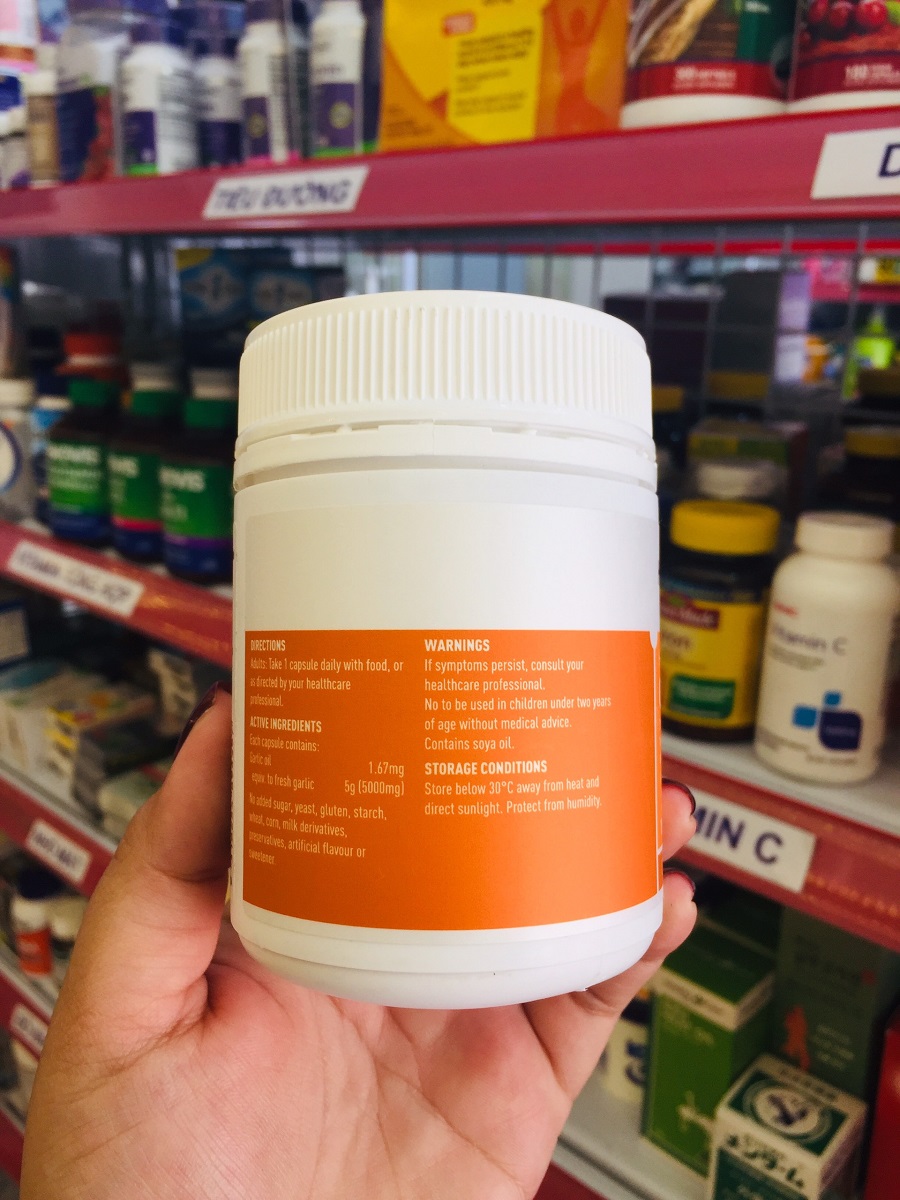 TIÊU DƯỜNG
D
DIRECTIONS
Adults: Take 1 capsule daily with food, or
as directed by your healthcare
professional.
ACTIVE INGREDIENTS
Each capsule contains:
Garlic oil 1.67mg
equiv. to fresh garlic 5g (5000mg)
No added sugar, yeast, gluten, starch,
wheat, corn, milk derivatives,
preservatives, artificial flavour or
sweetener.
WARNINGS
If symptoms persist, consult your
healthcare professional.
No to be used in children under two years
of age without medical advice.
Contains soya oil.
STORAGE CONDITIONS
Store below 30°C away from heat and
direct sunlight. Protect from humidity.
Vitamin C
MIN C